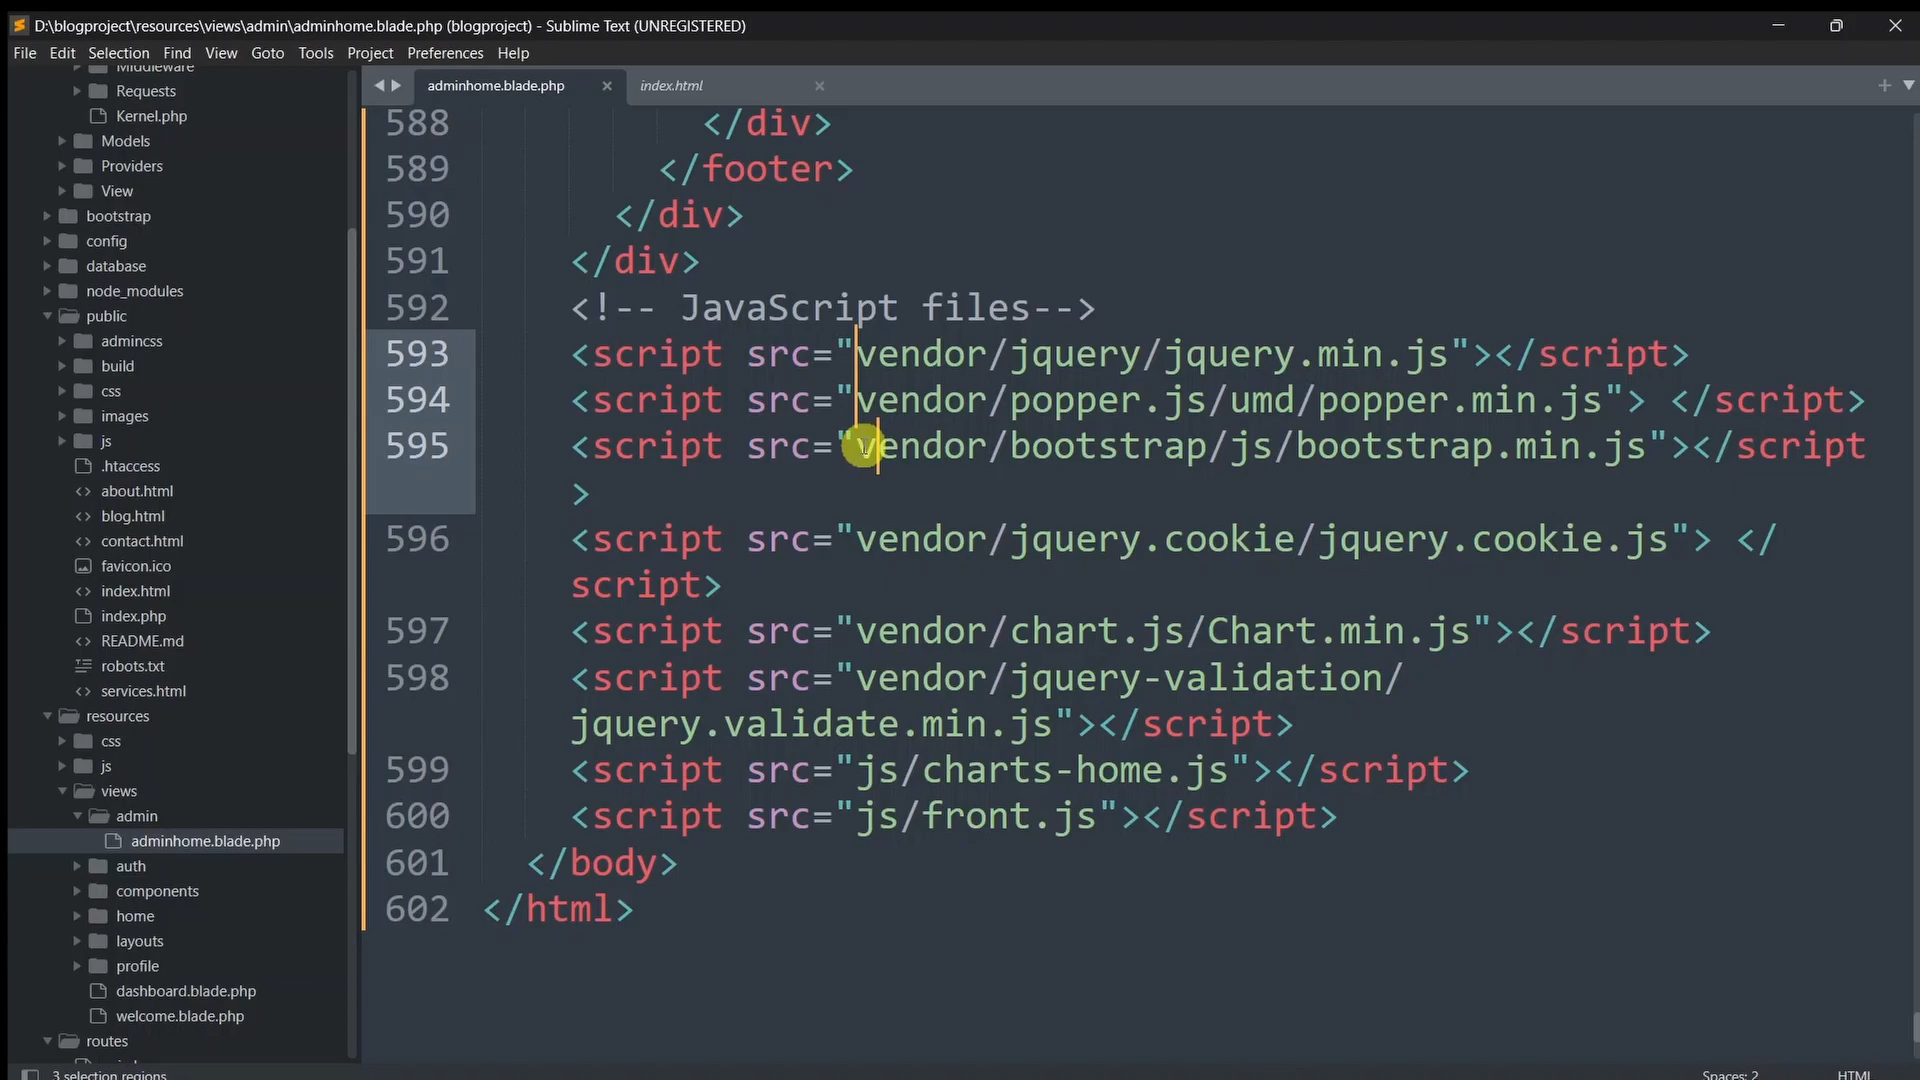 D:\blogproject\resources\views\admin\adminhome.blade.php (blogproject) - Sublime Text (UNREGISTERED)
File Edit Selection Find View Goto Tools Project Preferences Help
Middleware
Requests
Kernel.php
Models
Providers
View
bootstrap
config
database
node_modules
public
admincss
build
css
images
js
.htaccess
about.html
blog.html
contact.html
favicon.ico
index.html
index.php
README.md
robots.txt
services.html
resources
css
js
views
admin
adminhome.blade.php
auth
components
home
layouts
profile
dashboard.blade.php
welcome.blade.php
routes
adminhome.blade.php index.html
588 </div>
589 </footer>
590 </div>
591 </div>
592 <!-- JavaScript files-->
593 <script src="vendor/jquery/jquery.min.js"></script>
594 <script src="vendor/popper.js/umd/popper.min.js"> </script>
595 <script src="vendor/bootstrap/js/bootstrap.min.js"></script
>
596 <script src="vendor/jquery.cookie/jquery.cookie.js"> </
script>
597 <script src="vendor/chart.js/Chart.min.js"></script>
598 <script src="vendor/jquery-validation/
jquery.validate.min.js"></script>
599 <script src="js/charts-home.js"></script>
600 <script src="js/front.js"></script>
601 </body>
602 </html>
3 selection regions Spaces: 2 HTML